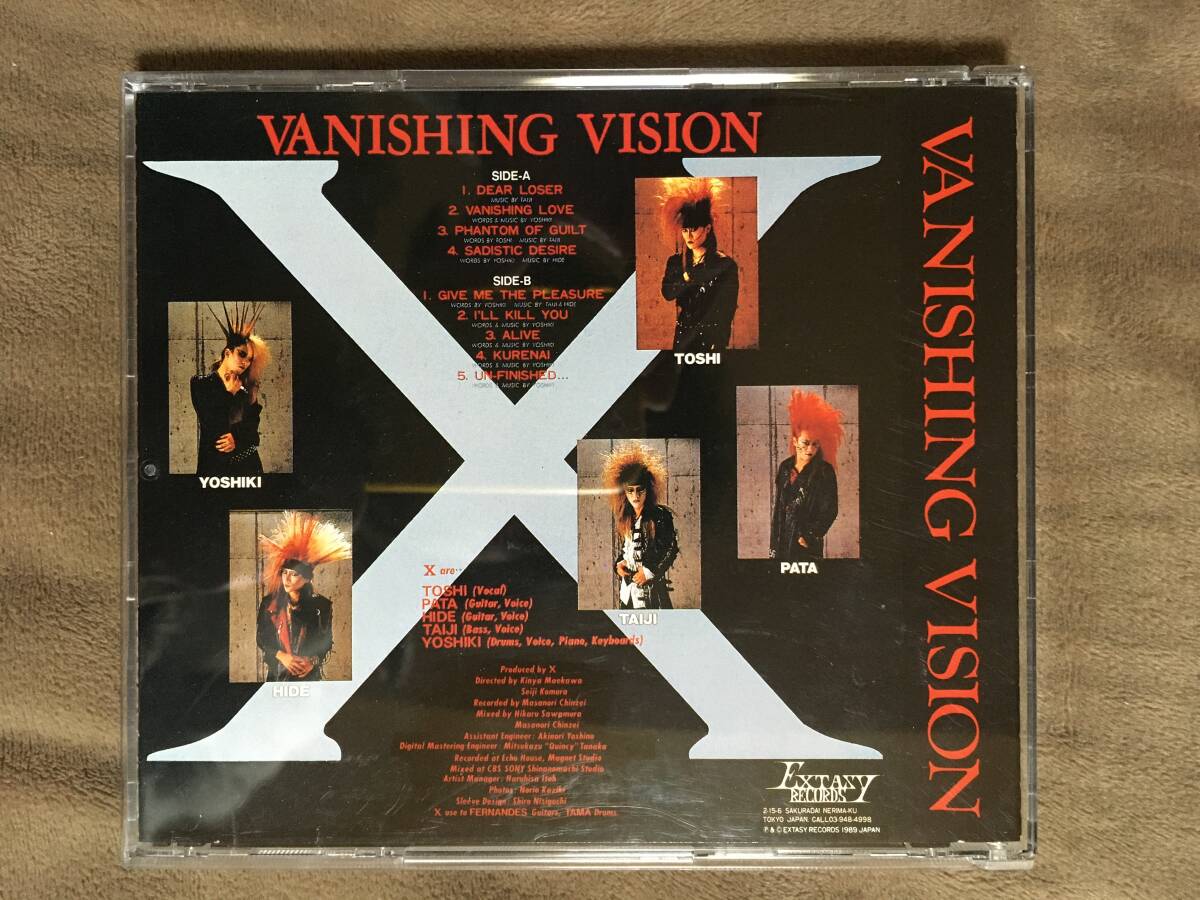 VANISHING VISION
SIDE-A
1. DEAR LOSER
MUSIC BY TAIJI
2. VANISHING LOVE
WORDS & MUSIC BY YOSHIKI
3. PHANTOM OF GUILT
WORDS BY TOSHI MUSIC BY TAIJI
4. SADISTIC DESIRE
WORDS BY YOSHIKI MUSIC BY HIDE
SIDE-B
1. GIVE ME THE PLEASURE
WORDS BY YOSHIKI MUSIC BY TAIJI & HIDE
2. I'LL KILL YOU
WORDS & MUSIC BY YOSHIKI
3. ALIVE
WORDS & MUSIC BY YOSHIKI
4. KURENAI
WORDS & MUSIC BY YOSHIKI
5. UN-FINISHED...
WORDS & MUSIC BY YOSHIKI
TOSHI
YOSHIKI
PATA
TAIJI
HIDE
X
X are...
TOSHI (Vocal)
PATA (Guitar, Voice)
HIDE (Guitar, Voice)
TAIJI (Bass, Voice)
YOSHIKI (Drums, Voice, Piano, Keyboards)
Produced by X
Directed by Kinya Maekawa
Seiji Komura
Recorded by Masanori Chinzei
Mixed by Hikaru Sawamura
Masanori Chinzei
Assistant Engineer: Akinori Yoshino
Digital Mastering Engineer: Mitsukazu "Quincy" Tanaka
Recorded at Echo House, Magnet Studio
Mixed at CBS SONY Shinanomachi Studio
Artist Manager: Naruhisa Itoh
Photos: Norio Kaziki
Sleeve Design: Shiro Nisigochi
X use to FERNANDES Guitars, TAMA Drums.
EXTASY
RECORDS
2-15-6 SAKURADAI NERIMA-KU
TOKYO JAPAN. CALL03-948-4998
℗ & © EXTASY RECORDS 1989 JAPAN
VANISHING VISION